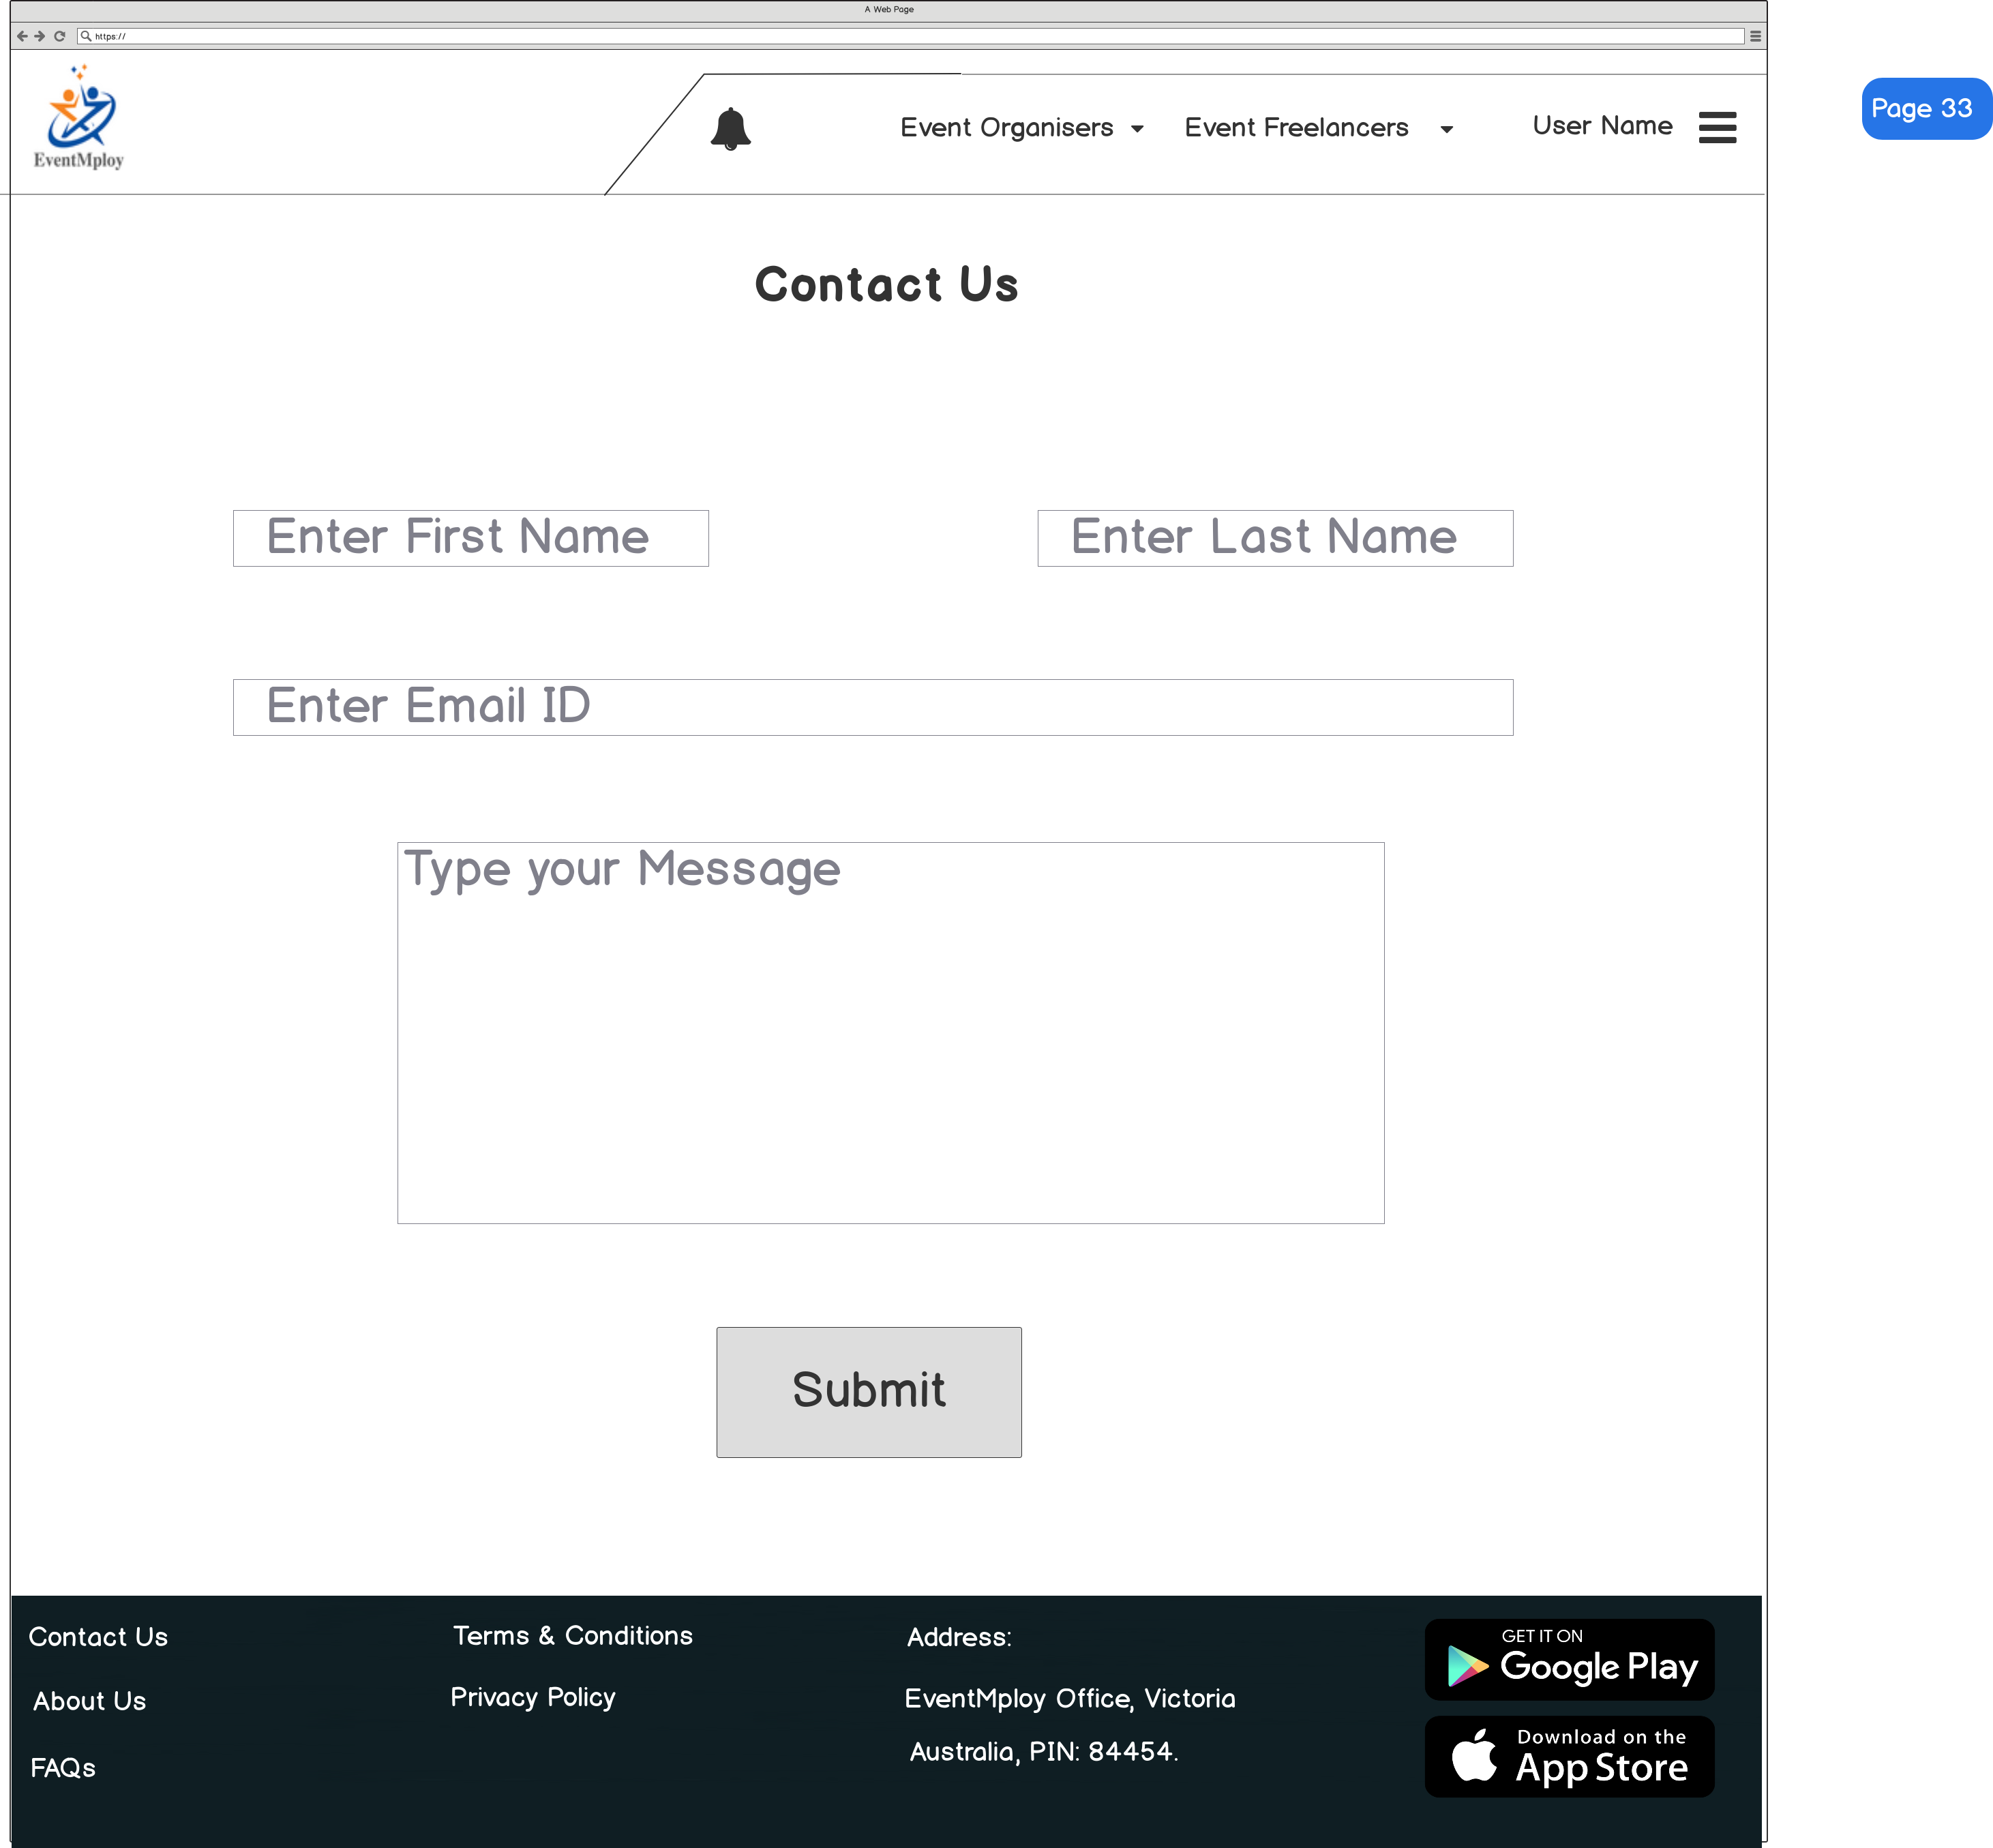 A Web Page
https://
EventMploy
Event Organisers
Event Freelancers
User Name
Page 33
Contact Us
Enter First Name
Enter Last Name
Enter Email ID
Type your Message
Submit
Contact Us
About Us
FAQs
Terms & Conditions
Privacy Policy
Address:
EventMploy Office, Victoria
Australia, PIN: 84454.
GET IT ON
Google Play
Download on the
App Store